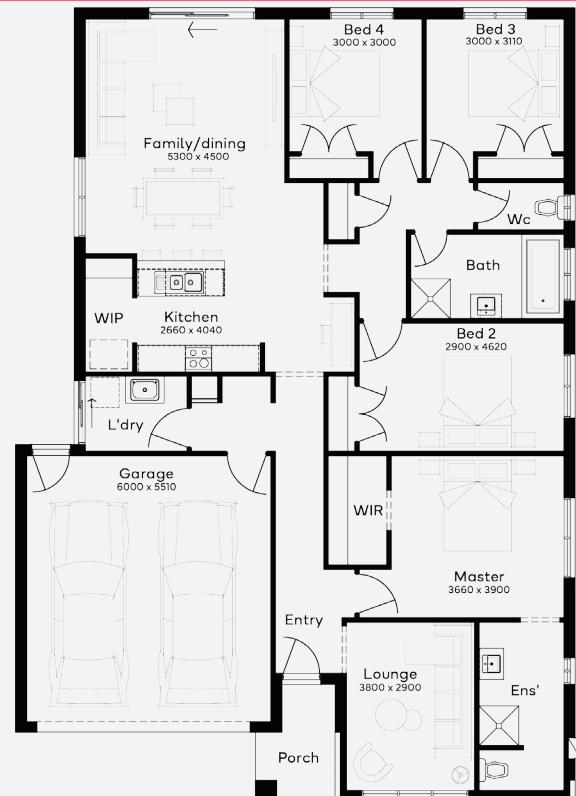 Bed 4
3000 x 3000
Bed 3
3000 x 3110
Family/dining
5300 x 4500
Wc
Bath
WIP
Kitchen
2660 x 4040
Bed 2
2900 x 4620
L'dry
Garage
6000 x 5510
WIR
Master
3660 x 3900
Entry
Lounge
3800 x 2900
Ens'
Porch